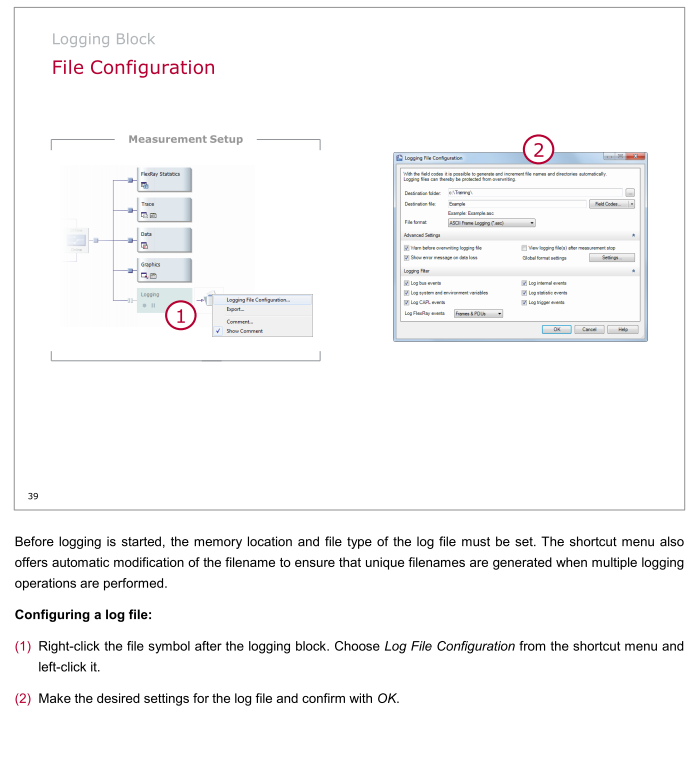 Logging Block
File Configuration
Measurement Setup
FlexRay Statistics
Trace
Data
Graphics
Logging
Logging File Configuration...
Export...
Comment...
Show Comment
1
2
Logging File Configuration
With the field codes it is possible to generate and increment file names and directories automatically.
Logging files can thereby be protected from overwriting.
Destination folder: o:\Training\
Destination file: Example Field Codes...
Example: Example.asc
File format: ASCII Frame Logging (*.asc)
Advanced Settings
Warn before overwriting logging file View logging file(s) after measurement stop
Show error message on data loss Global format settings Settings...
Logging Filter
Log bus events Log internal events
Log system and environment variables Log statistic events
Log CAPL events Log trigger events
Log FlexRay events Frames & PDUs
OK Cancel Help
39
Before logging is started, the memory location and file type of the log file must be set. The shortcut menu also
offers automatic modification of the filename to ensure that unique filenames are generated when multiple logging
operations are performed.
Configuring a log file:
(1) Right-click the file symbol after the logging block. Choose Log File Configuration from the shortcut menu and
left-click it.
(2) Make the desired settings for the log file and confirm with OK.